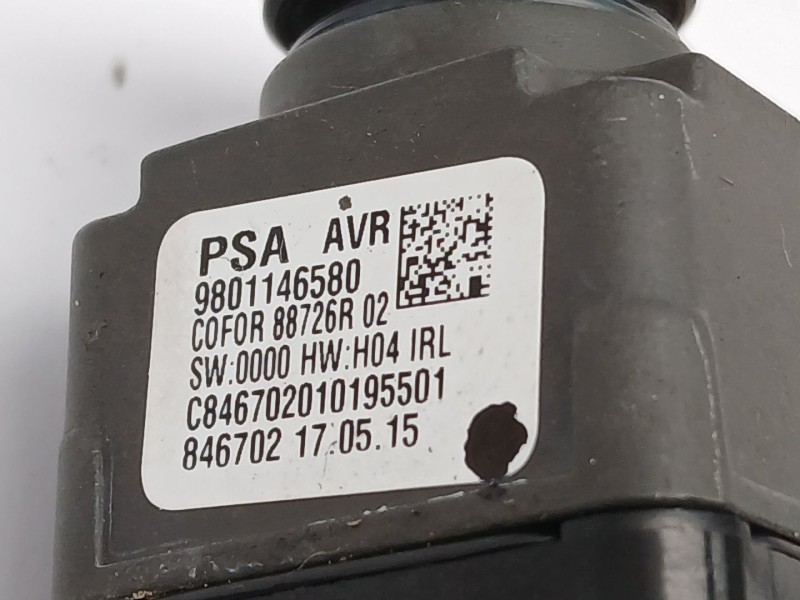 PSA AVR
9801146580
COFOR 88726R 02
SW:0000 HW:H04 IRL
C846702010195501
846702 17.05.15